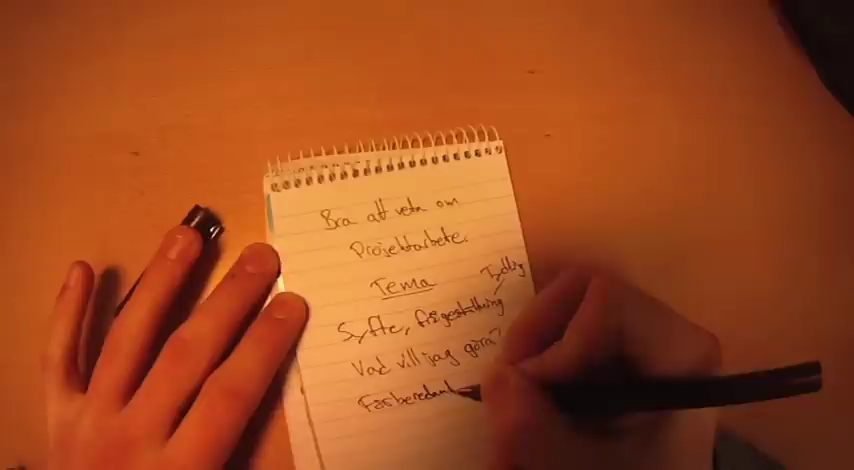 Bra att veta om
Projektarbete.
Tema
Tydlig
Syfte, frågeställning
Vad vill jag göra?